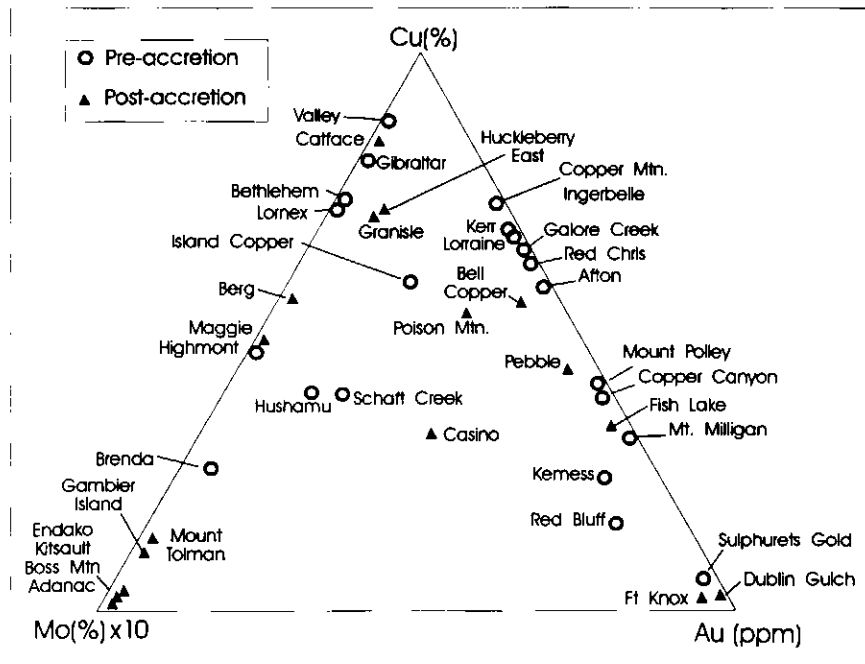 Cu(%)
Pre-accretion
Post-accretion
Valley
Catface
Gibraltar
Huckleberry
East
Bethlehem
Lornex
Granisle
Copper Mtn.
Ingerbelle
Island Copper
Kerr
Lorraine
Galore Creek
Red Chris
Afton
Bell
Copper
Berg
Poison Mtn.
Maggie
Highmont
Pebble
Mount Polley
Copper Canyon
Hushamu
Schaft Creek
Fish Lake
Casino
Mt. Milligan
Brenda
Kemess
Gambier
Island
Red Bluff
Endako
Kitsault
Boss Mtn
Adanac
Mount
Tolman
Sulphurets Gold
Dublin Gulch
Ft Knox
Mo(%) x10
Au (ppm)